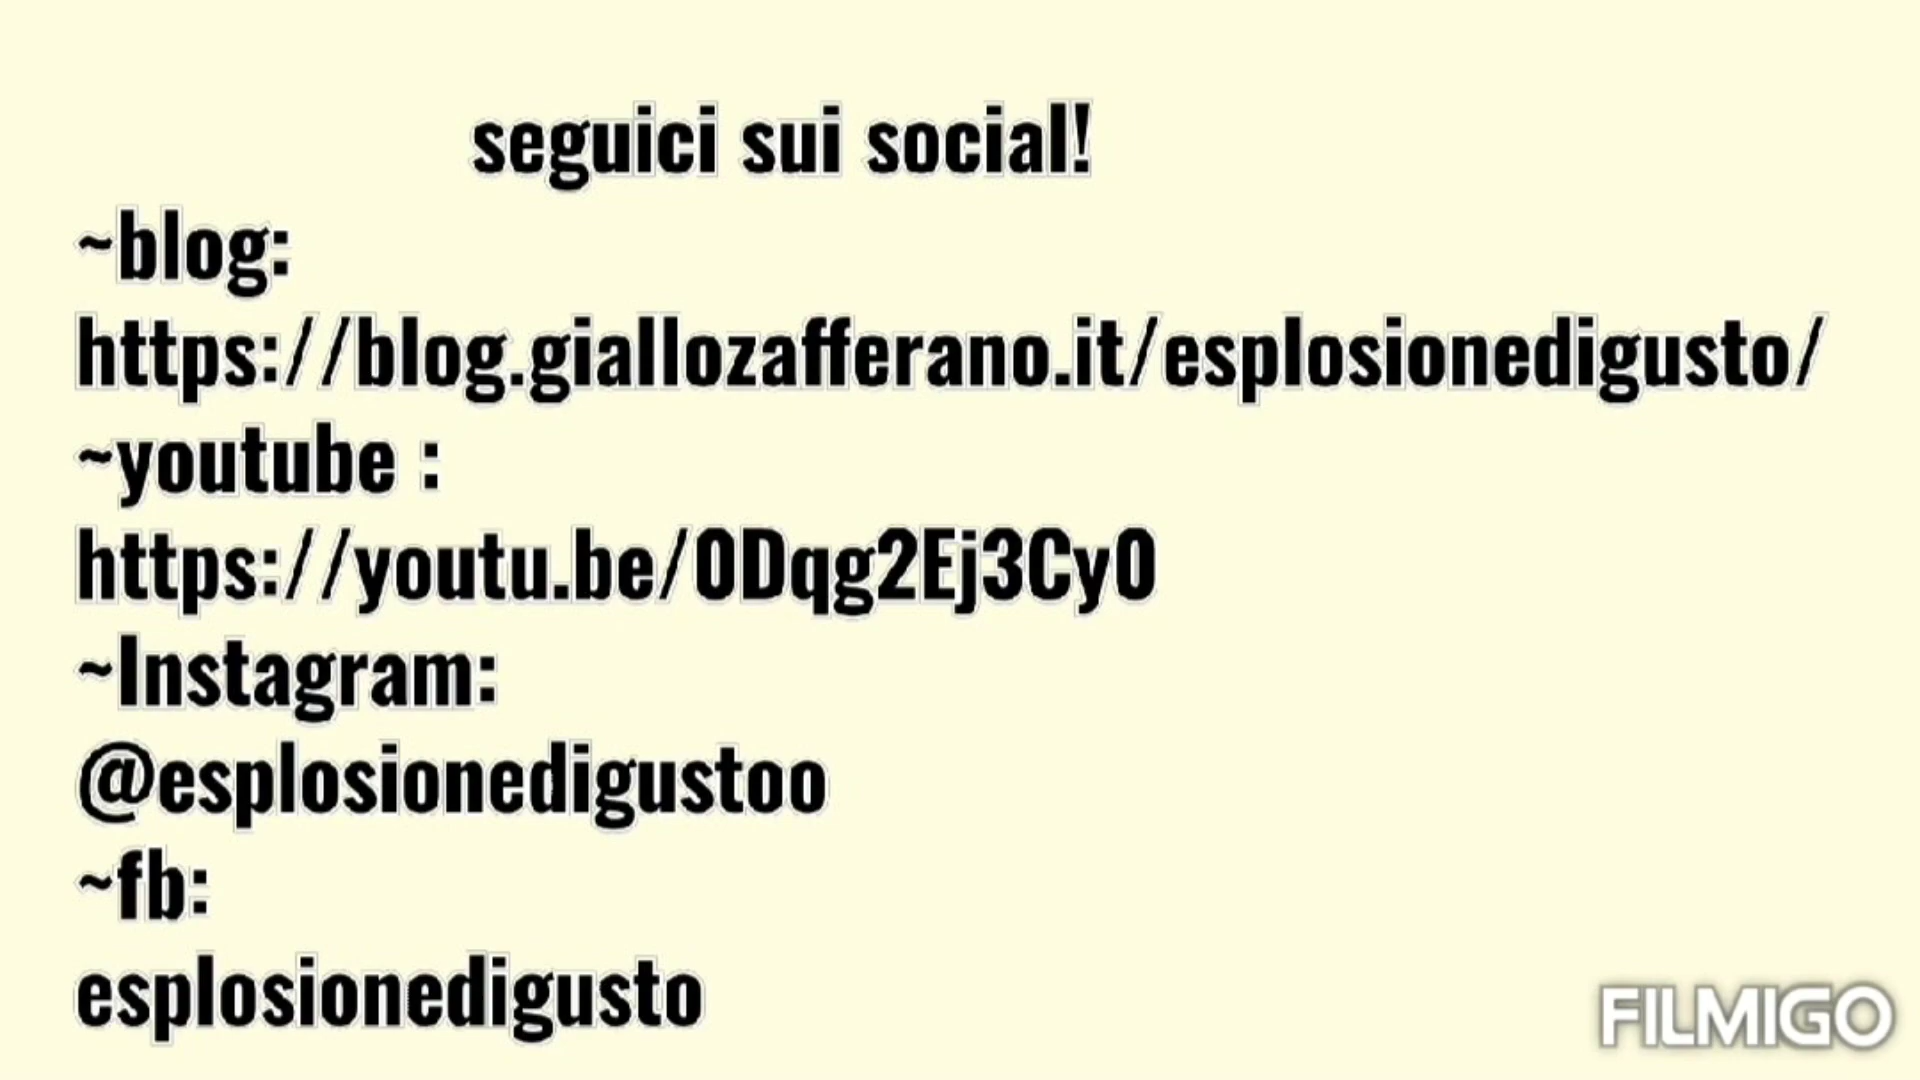 seguici sui social!
~blog:
https://blog.giallozafferano.it/esplosionedigusto/
~youtube :
https://youtu.be/0Dqg2Ej3Cy0
~Instagram:
@esplosionedigustoo
~fb:
esplosionedigusto
FILMIGO